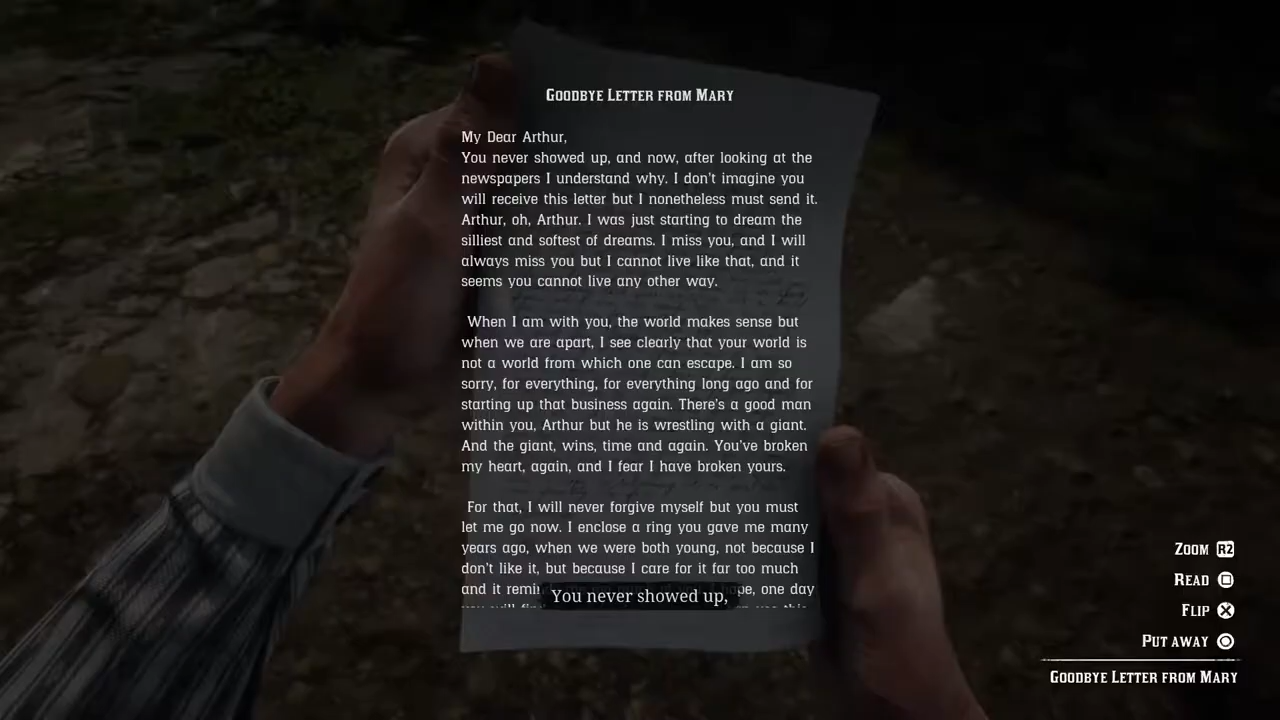 GOODBYE LETTER FROM MARY
My Dear Arthur,
You never showed up, and now, after looking at the
newspapers I understand why. I don't imagine you
will receive this letter but I nonetheless must send it.
Arthur, oh, Arthur. I was just starting to dream the
silliest and softest of dreams. I miss you, and I will
always miss you but I cannot live like that, and it
seems you cannot live any other way.
When I am with you, the world makes sense but
when we are apart, I see clearly that your world is
not a world from which one can escape. I am so
sorry, for everything, for everything long ago and for
starting up that business again. There's a good man
within you, Arthur but he is wrestling with a giant.
And the giant, wins, time and again. You've broken
my heart, again, and I fear I have broken yours.
For that, I will never forgive myself but you must
let me go now. I enclose a ring you gave me many
years ago, when we were both young, not because I
don't like it, but because I care for it far too much
and it one day
You never showed up,
ZOOM R2
READ
FLIP
PUT AWAY
GOODBYE LETTER FROM MARY